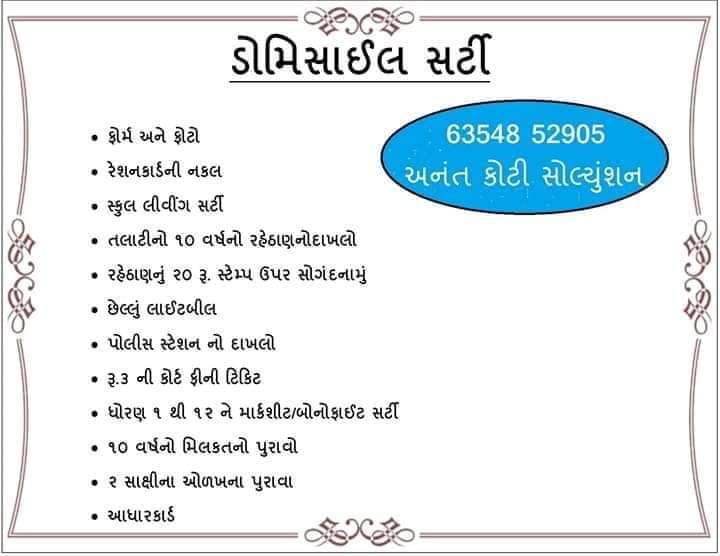 ડોમિસાઈલ સર્ટી
63548 52905
અનંત કોટી સોલ્યુંશન
• ફોર્મ અને ફોટો
• રેશનકાર્ડની નકલ
• સ્કુલ લીવીંગ સર્ટી
• તલાટીનો ૧૦ વર્ષનો રહેઠાણનોદાખલો
• રહેઠાણનું ૨૦ રૂ. સ્ટેમ્પ ઉપર સોગંદનામું
• છેલ્લું લાઈટબીલ
• પોલીસ સ્ટેશન નો દાખલો
• રૂ.૩ ની કોર્ટ ફીની ટિકિટ
• ધોરણ ૧ થી ૧૨ ને માર્કશીટ/બોનોફાઈટ સર્ટી
• ૧૦ વર્ષનો મિલકતનો પુરાવો
• ૨ સાક્ષીના ઓળખના પુરાવા
• આધારકાર્ડ